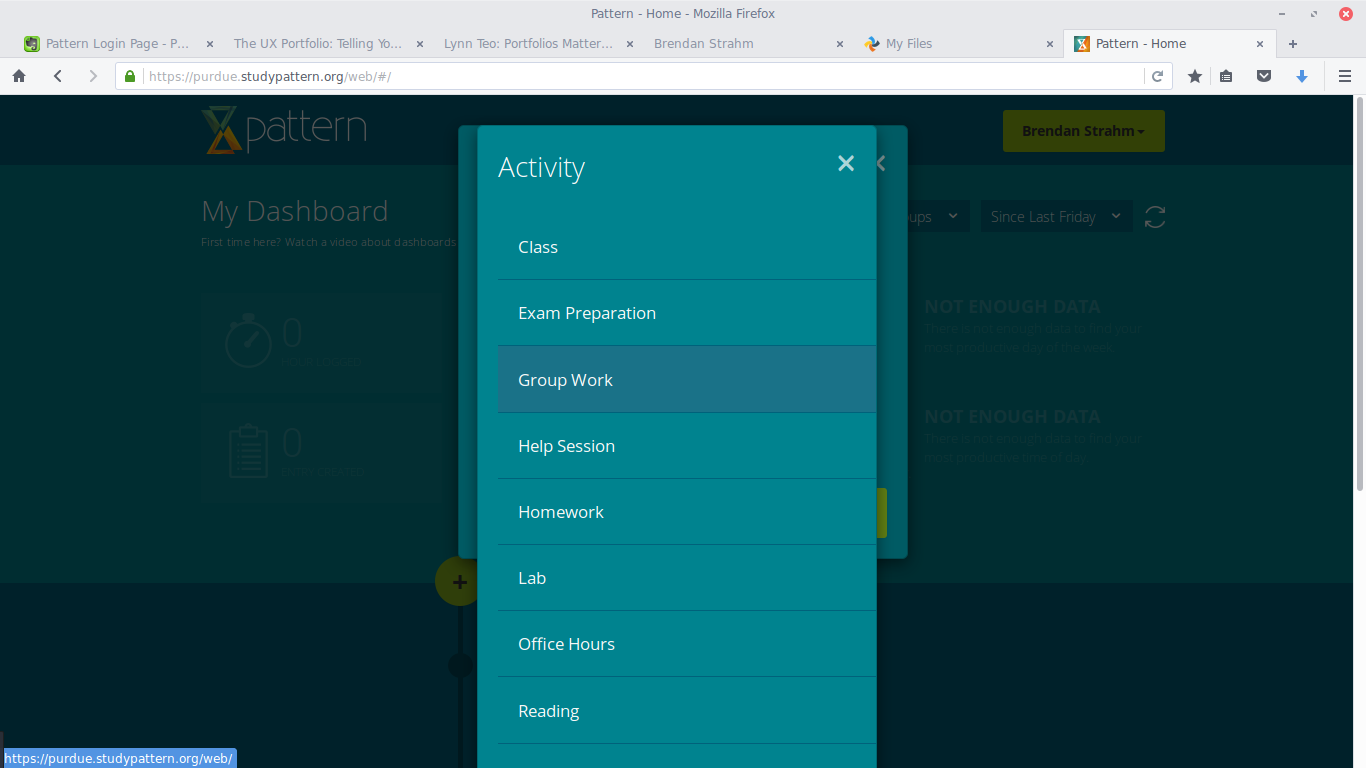 Pattern - Home - Mozilla Firefox
Pattern Login Page - P...
The UX Portfolio: Telling Yo...
Lynn Teo: Portfolios Matter...
Brendan Strahm
My Files
Pattern - Home
https://purdue.studypattern.org/web/#/
pattern
Brendan Strahm
Activity
My Dashboard
First time here? Watch a video about dashboards
Since Last Friday
Class
Exam Preparation
Group Work
Help Session
Homework
Lab
Office Hours
Reading
0
0
NOT ENOUGH DATA
There is not enough data to find your
most productive day of the week
NOT ENOUGH DATA
There is not enough data to find your
most productive time of day
+
https://purdue.studypattern.org/web/